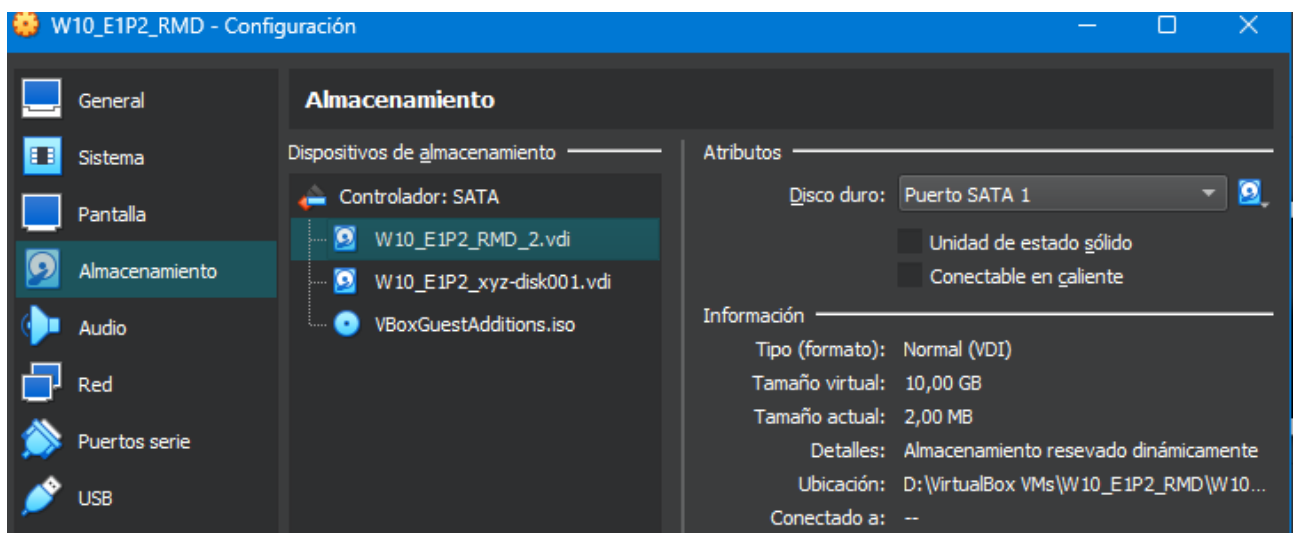 W10_E1P2_RMD - Configuración
General
Sistema
Pantalla
Almacenamiento
Audio
Red
Puertos serie
USB
Almacenamiento
Dispositivos de almacenamiento
Controlador: SATA
W10_E1P2_RMD_2.vdi
W10_E1P2_xyz-disk001.vdi
VBoxGuestAdditions.iso
Atributos
Disco duro: Puerto SATA 1
Unidad de estado sólido
Conectable en caliente
Información
Tipo (formato): Normal (VDI)
Tamaño virtual: 10,00 GB
Tamaño actual: 2,00 MB
Detalles: Almacenamiento resevado dinámicamente
Ubicación: D:\VirtualBox VMs\W10_E1P2_RMD\W10...
Conectado a: --